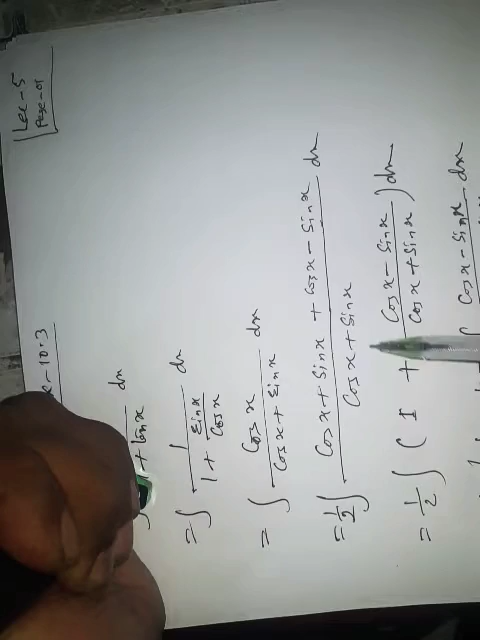 Lec-5
Page-01
10.3
1 + tanx dx
= ∫ 1 / (1 + Sinx/Cosx) dx
= ∫ Cosx / (Cosx + Sinx) dx
= 1/2 ∫ (Cosx + Sinx + Cosx - Sinx) / (Cosx + Sinx) dx
= 1/2 ∫ (1 + (Cosx - Sinx) / (Cosx + Sinx)) dx
∫ Cosx - Sinx dx